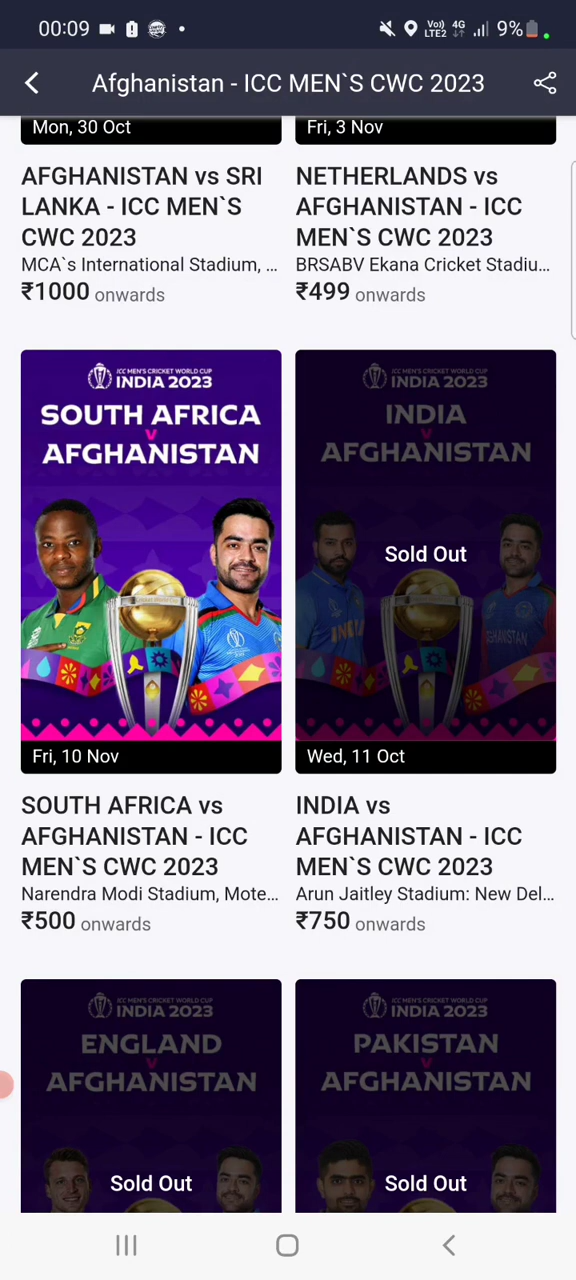 00:09
Vo)) LTE2 4G 9%
Afghanistan - ICC MEN`S CWC 2023
Mon, 30 Oct
Fri, 3 Nov
AFGHANISTAN vs SRI
LANKA - ICC MEN`S
CWC 2023
MCA`s International Stadium, ...
₹1000 onwards
NETHERLANDS vs
AFGHANISTAN - ICC
MEN`S CWC 2023
BRSABV Ekana Cricket Stadiu...
₹499 onwards
ICC MEN'S CRICKET WORLD CUP
INDIA 2023
SOUTH AFRICA
V
AFGHANISTAN
Fri, 10 Nov
ICC MEN'S CRICKET WORLD CUP
INDIA 2023
INDIA
V
AFGHANISTAN
Sold Out
INDIA
AFGHANISTAN
Wed, 11 Oct
SOUTH AFRICA vs
AFGHANISTAN - ICC
MEN`S CWC 2023
Narendra Modi Stadium, Mote...
₹500 onwards
INDIA vs
AFGHANISTAN - ICC
MEN`S CWC 2023
Arun Jaitley Stadium: New Del...
₹750 onwards
ICC MEN'S CRICKET WORLD CUP
INDIA 2023
ENGLAND
V
AFGHANISTAN
Sold Out
ICC MEN'S CRICKET WORLD CUP
INDIA 2023
PAKISTAN
V
AFGHANISTAN
Sold Out